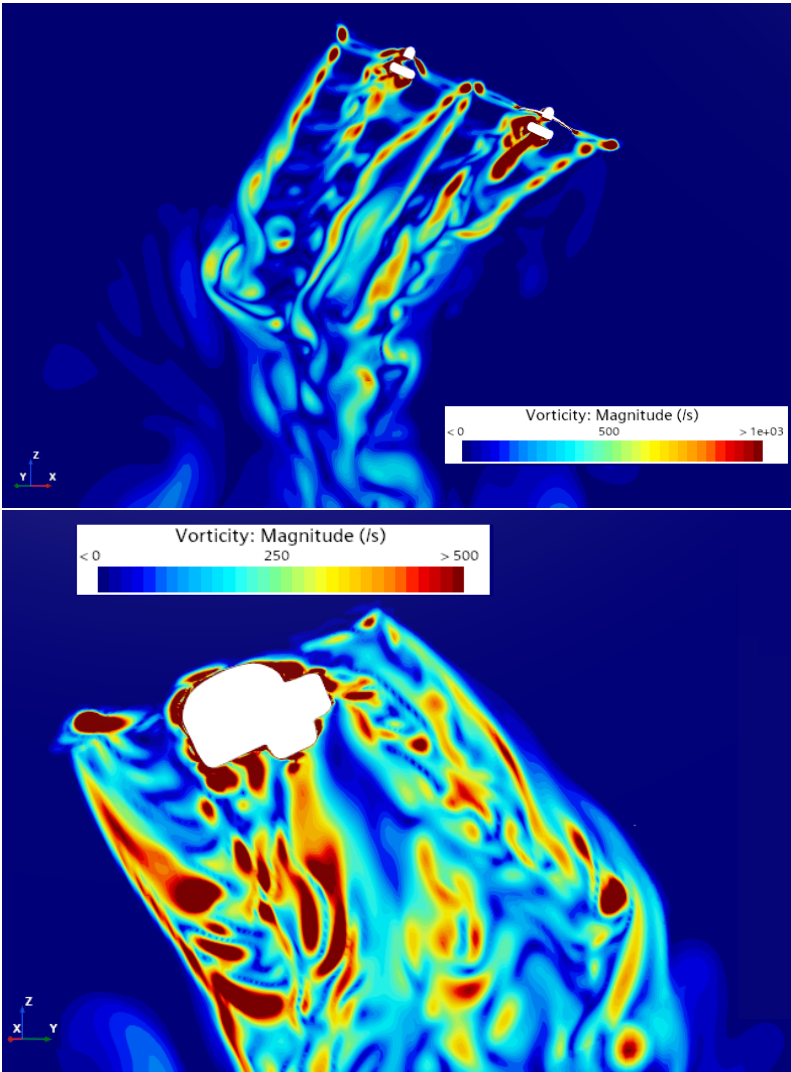 Vorticity: Magnitude (/s)
< 0 500 > 1e+03
Z
Y X
Vorticity: Magnitude (/s)
< 0 250 > 500
Z
X Y